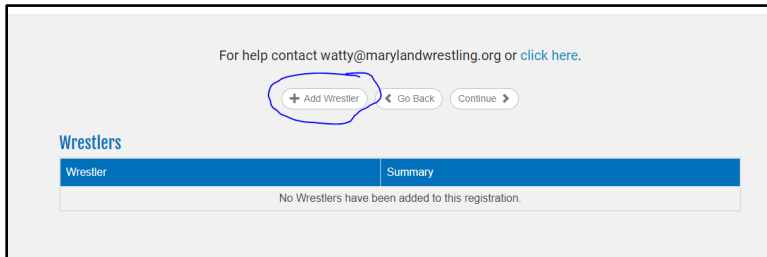 For help contact watty@marylandwrestling.org or click here.
+ Add Wrestler Go Back Continue
Wrestlers
Wrestler Summary
No Wrestlers have been added to this registration.